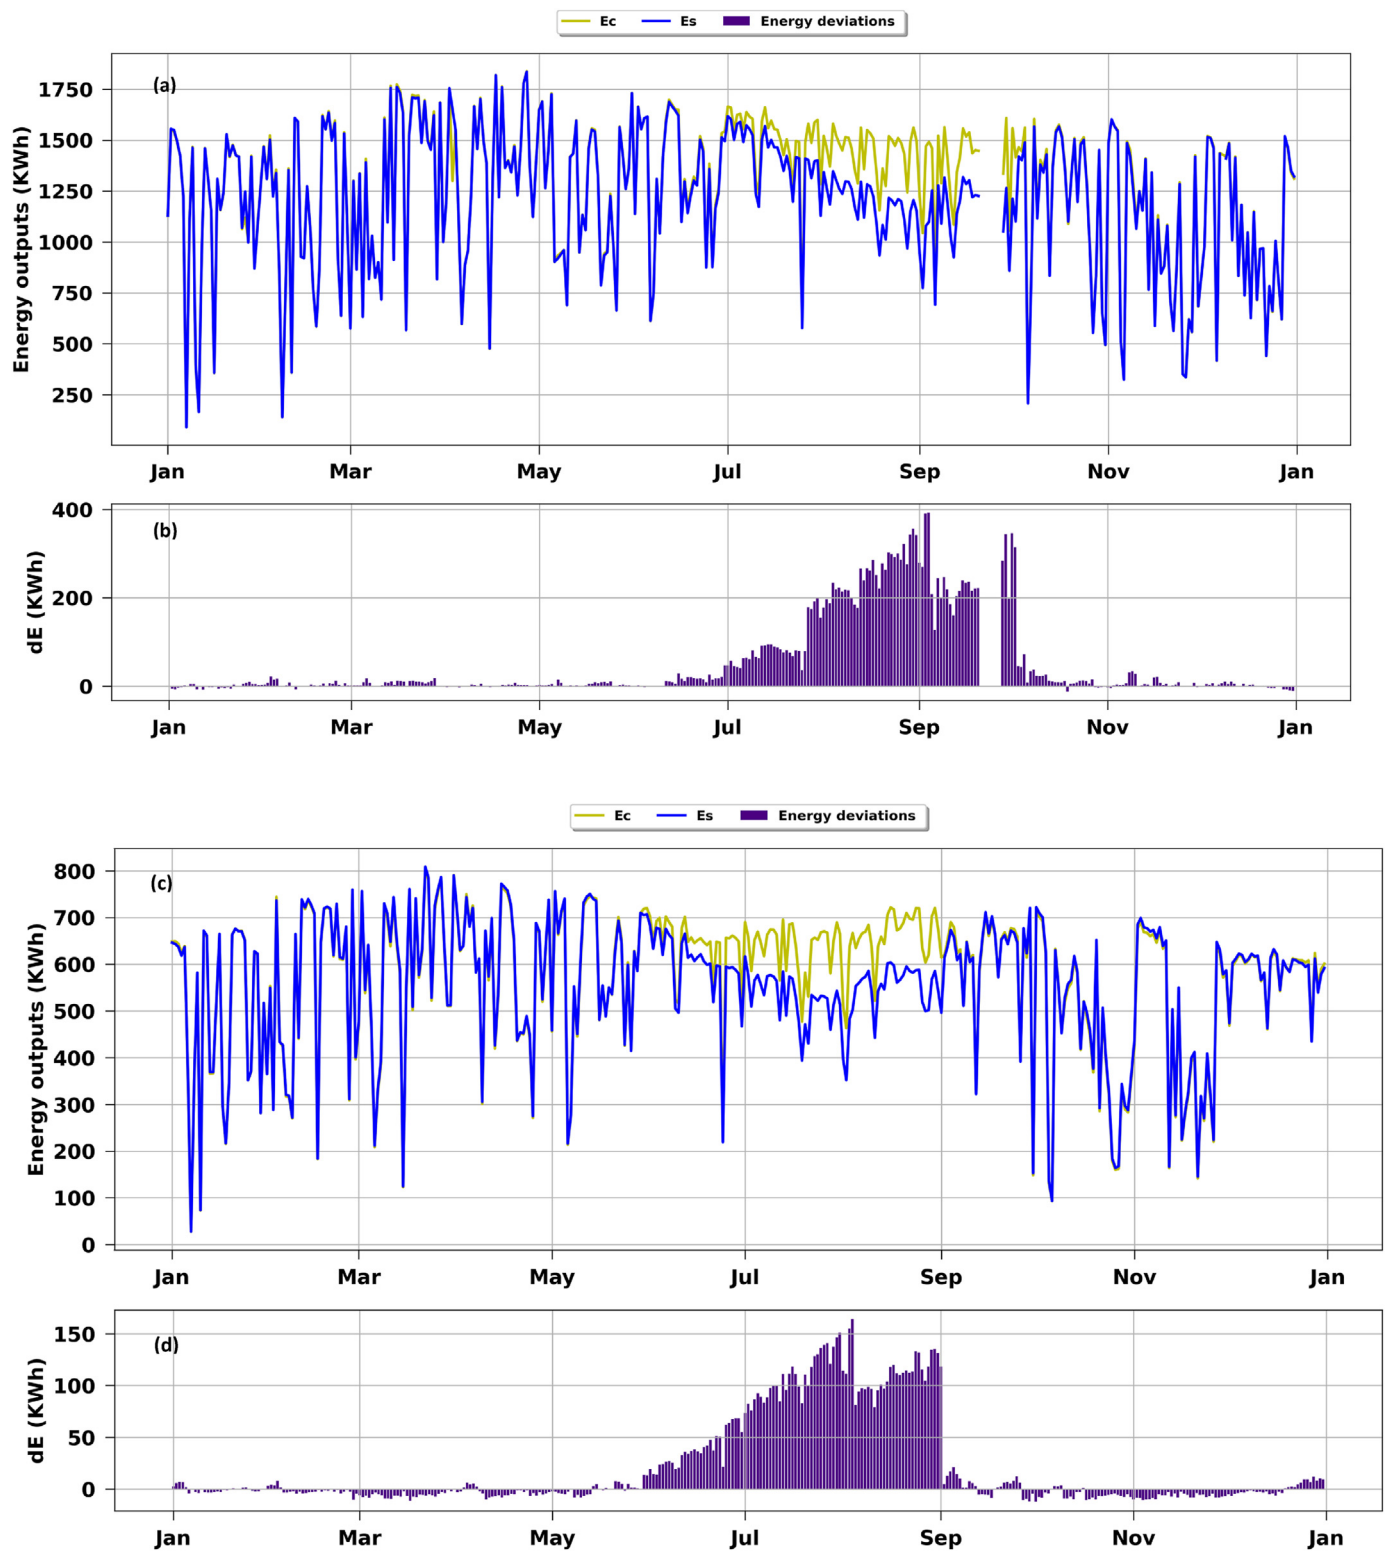 Ec Es Energy deviations
(a)
Energy outputs (KWh)
1750
1500
1250
1000
750
500
250
Jan Mar May Jul Sep Nov Jan
(b)
dE (KWh)
400
200
0
Jan Mar May Jul Sep Nov Jan
Ec Es Energy deviations
(c)
Energy outputs (KWh)
800
700
600
500
400
300
200
100
0
Jan Mar May Jul Sep Nov Jan
(d)
dE (KWh)
150
100
50
0
Jan Mar May Jul Sep Nov Jan